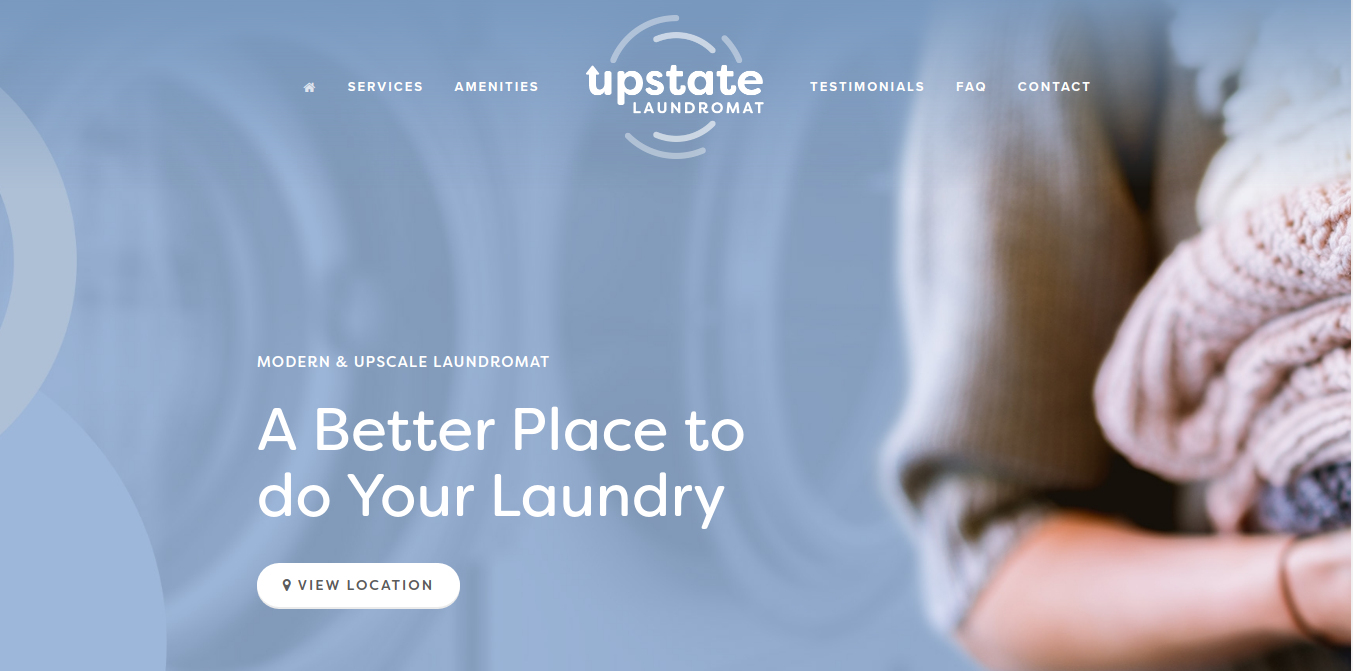 SERVICES
AMENITIES
upstate
LAUNDROMAT
TESTIMONIALS
FAQ
CONTACT
MODERN & UPSCALE LAUNDROMAT
A Better Place to
do Your Laundry
VIEW LOCATION